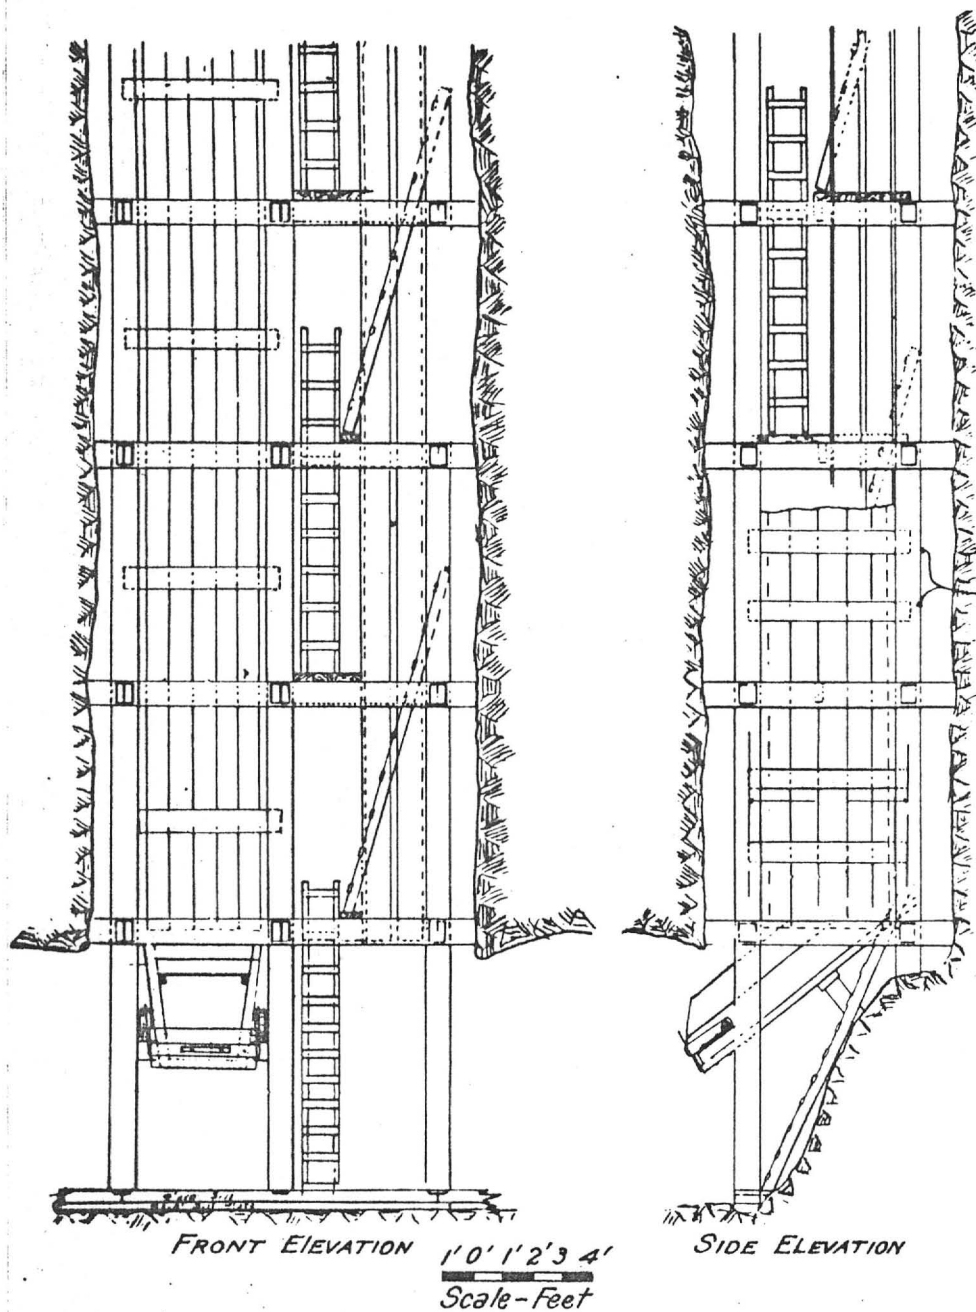 FRONT ELEVATION
SIDE ELEVATION
1' 0' 1' 2' 3 4'
Scale-Feet